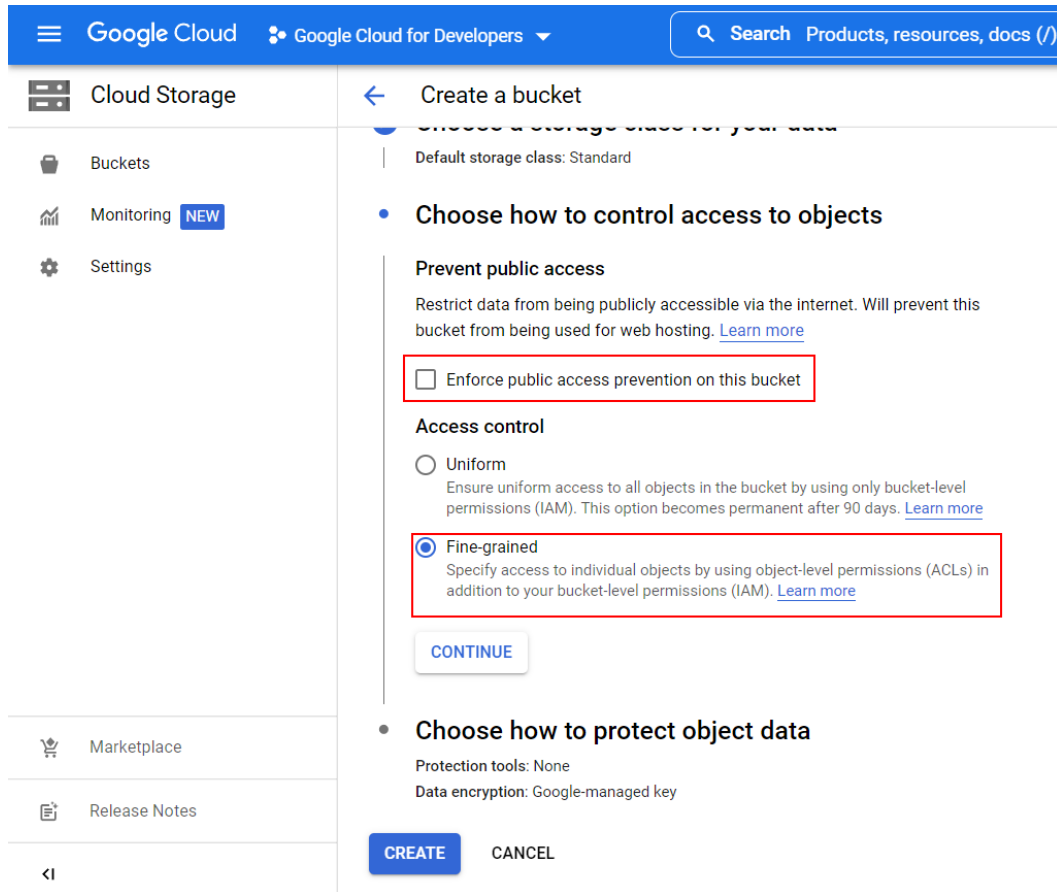 Google Cloud
Google Cloud for Developers
Search Products, resources, docs (/)
Cloud Storage
Create a bucket
Buckets
Monitoring NEW
Settings
Marketplace
Release Notes
Choose a storage class for your data
Default storage class: Standard
Choose how to control access to objects
Prevent public access
Restrict data from being publicly accessible via the internet. Will prevent this
bucket from being used for web hosting. Learn more
Enforce public access prevention on this bucket
Access control
Uniform
Ensure uniform access to all objects in the bucket by using only bucket-level
permissions (IAM). This option becomes permanent after 90 days. Learn more
Fine-grained
Specify access to individual objects by using object-level permissions (ACLs) in
addition to your bucket-level permissions (IAM). Learn more
CONTINUE
Choose how to protect object data
Protection tools: None
Data encryption: Google-managed key
CREATE
CANCEL